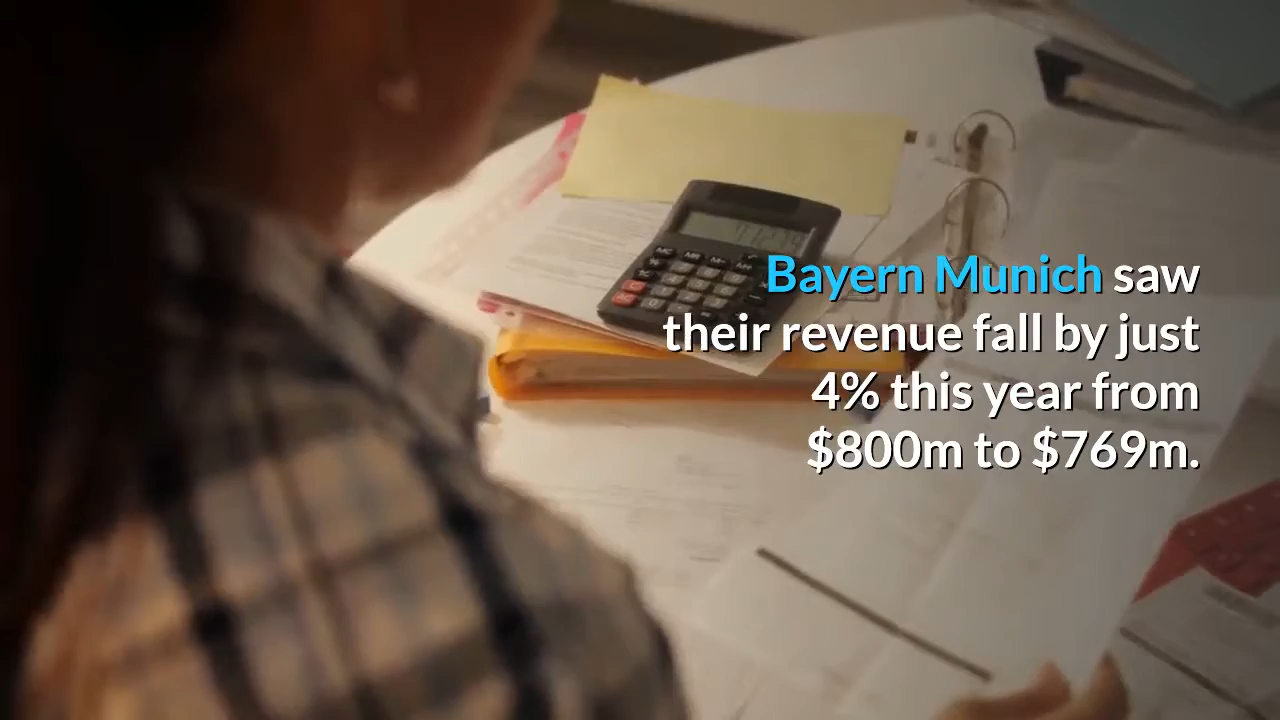 Bayern Munich saw
their revenue fall by just
4% this year from
$800m to $769m.